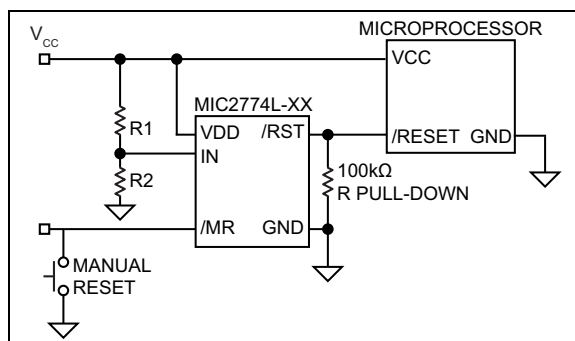 MICROPROCESSOR
VCC
VCC
MIC2774L-XX
R1
VDD /RST
/RESET GND
IN
R2
100kΩ
R PULL-DOWN
/MR GND
MANUAL
RESET